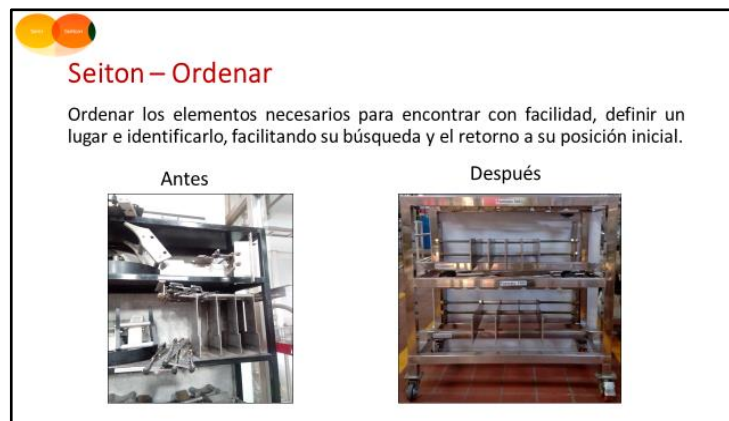 Seiton – Ordenar
Ordenar los elementos necesarios para encontrar con facilidad, definir un
lugar e identificarlo, facilitando su búsqueda y el retorno a su posición inicial.
Antes
Después